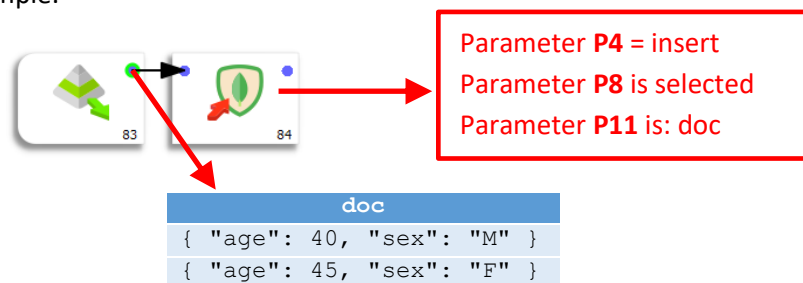 mple:
Parameter P4 = insert
Parameter P8 is selected
Parameter P11 is: doc
83
84
doc
{ "age": 40, "sex": "M" }
{ "age": 45, "sex": "F" }